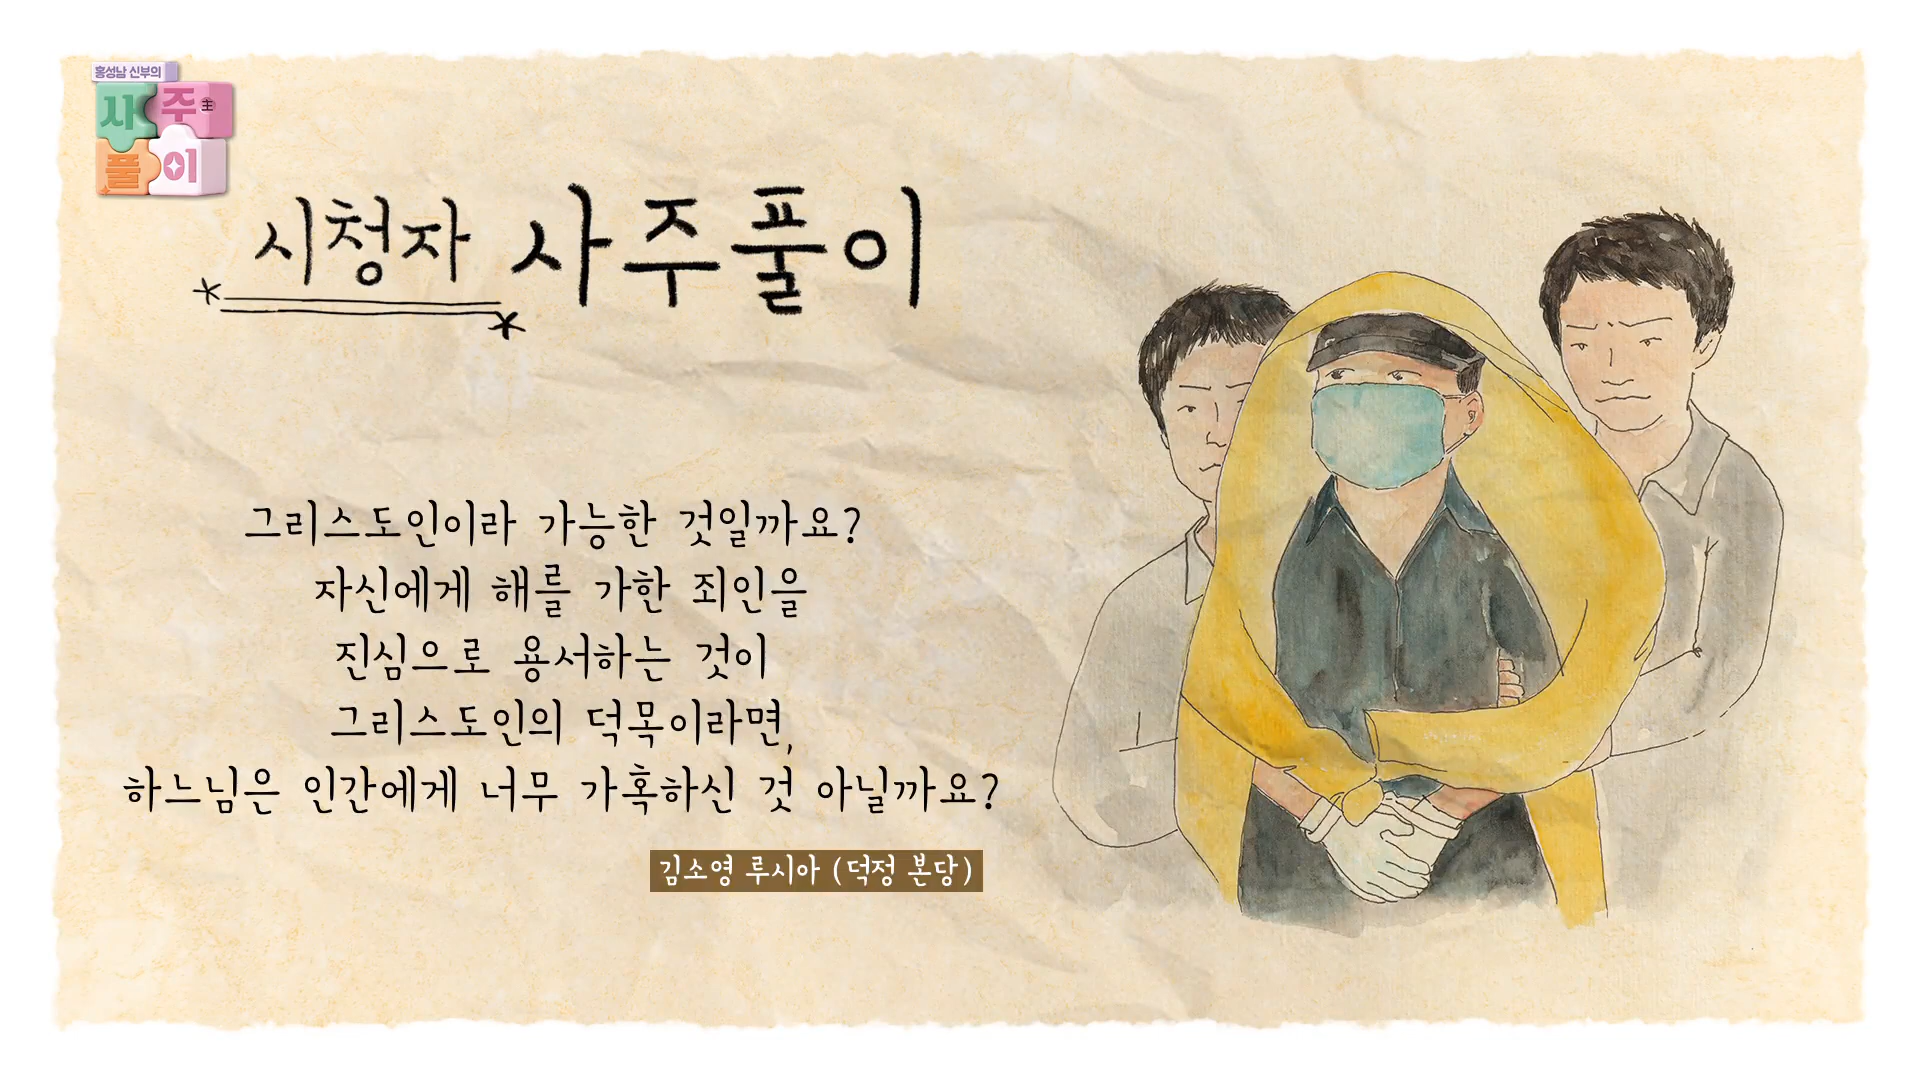 홍성남 신부의
사주主
풀이
시청자 사주풀이
그리스도인이라 가능한 것일까요?
자신에게 해를 가한 죄인을
진심으로 용서하는 것이
그리스도인의 덕목이라면,
하느님은 인간에게 너무 가혹하신 것 아닐까요?
김소영 루시아 (덕정 본당)